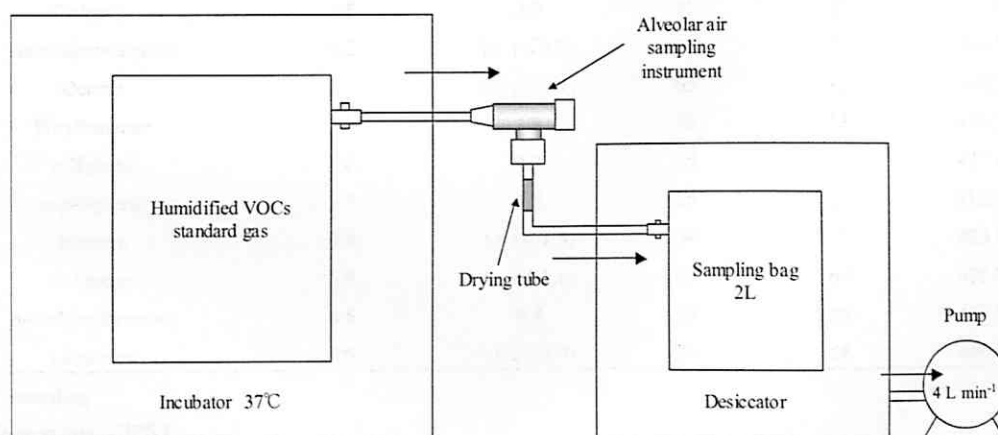 Alveolar air
sampling
instrument
Humidified VOCs
standard gas
Drying tube
Sampling bag
2L
Pump
4 L min⁻¹
Incubator 37℃
Desiccator